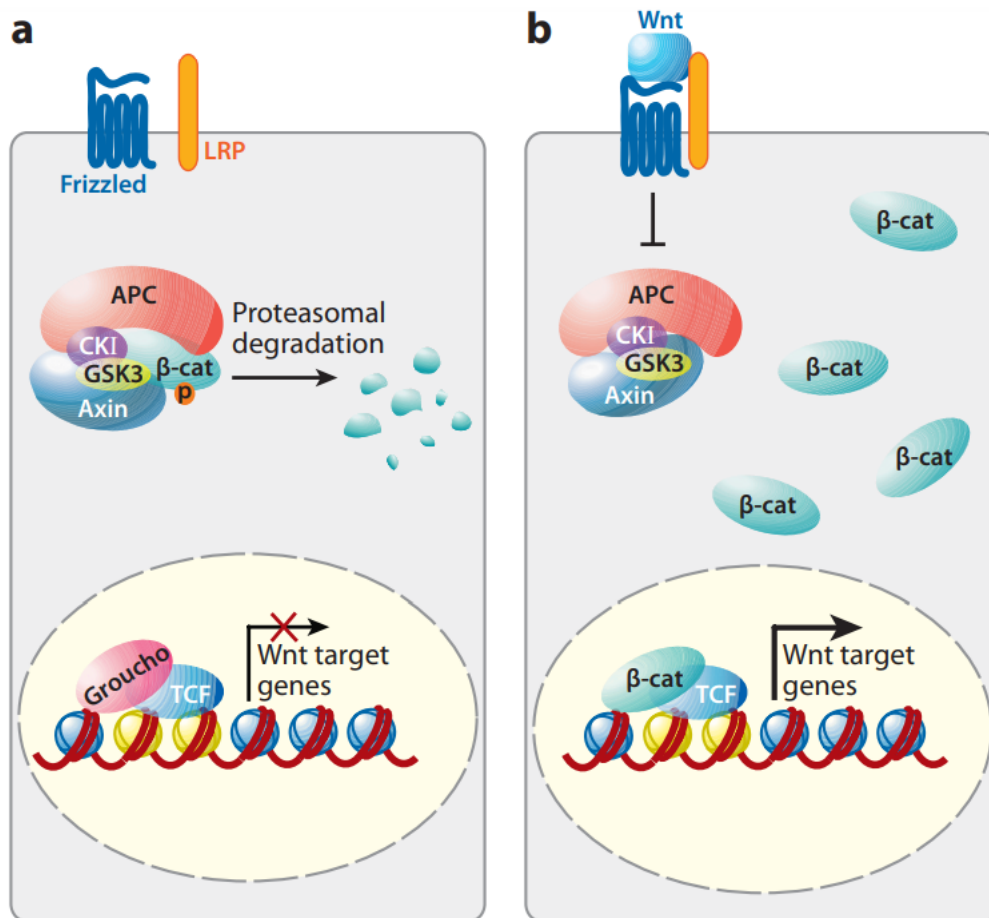 a
LRP
Frizzled
APC
CKI
GSK3
β-cat
p
Axin
Proteasomal
degradation
Groucho
TCF
Wnt target
genes
b
Wnt
β-cat
APC
CKI
GSK3
Axin
β-cat
β-cat
β-cat
β-cat
TCF
Wnt target
genes